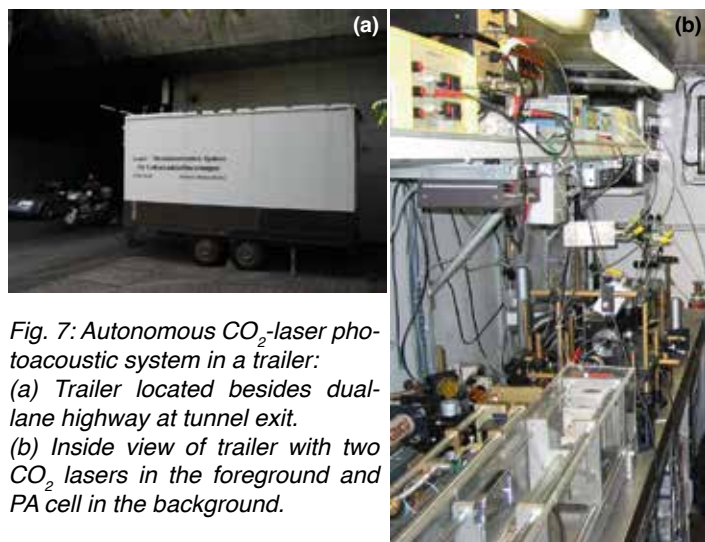 (a)
(b)
Fig. 7: Autonomous CO2-laser pho-
toacoustic system in a trailer:
(a) Trailer located besides dual-
lane highway at tunnel exit.
(b) Inside view of trailer with two
CO2 lasers in the foreground and
PA cell in the background.